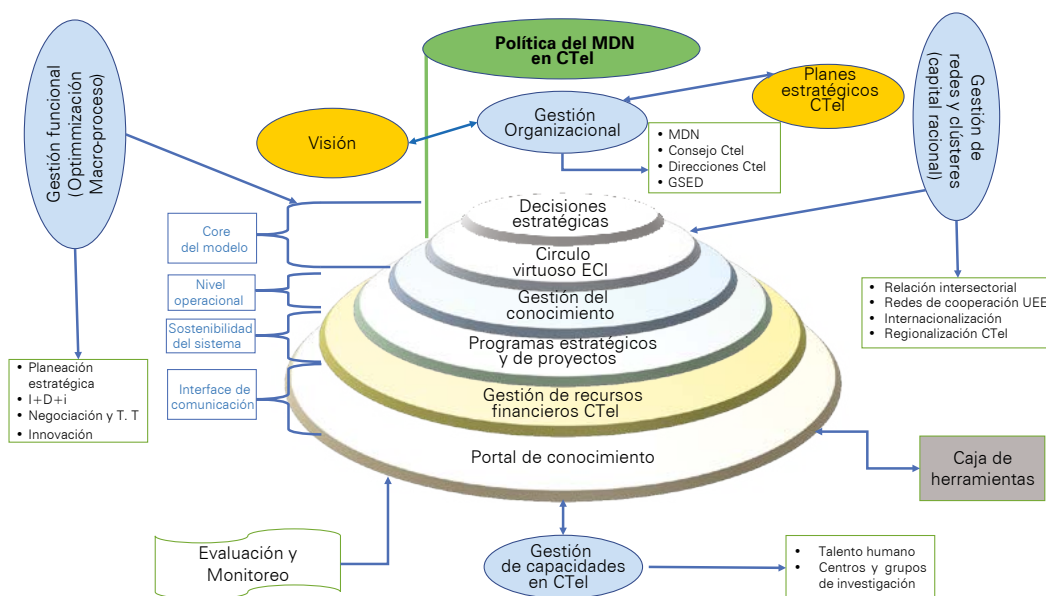 Política del MDN
en CTeI
Gestión funcional
(Optimmización
Macro-proceso)
Visión
Gestión
Organizacional
Planes
estratégicos
CTeI
Gestión de
redes y clústeres
(capital racional)
• MDN
• Consejo Ctel
• Direcciones Ctel
• GSED
Decisiones
estratégicas
Core
del modelo
Circulo
virtuoso ECI
Nivel
operacional
Gestión del
conocimiento
• Relación intersectorial
• Redes de cooperación UEE
• Internacionalización
• Regionalización CTel
Sostenibilidad
del sistema
Programas estratégicos
y de proyectos
• Planeación
estratégica
• I+D+i
• Negociación y T. T
• Innovación
Interface de
comunicación
Gestión de recursos
financieros CTel
Portal de conocimiento
Caja de
herramientas
Evaluación y
Monitoreo
Gestión
de capacidades
en CTel
• Talento humano
• Centros y grupos
de investigación